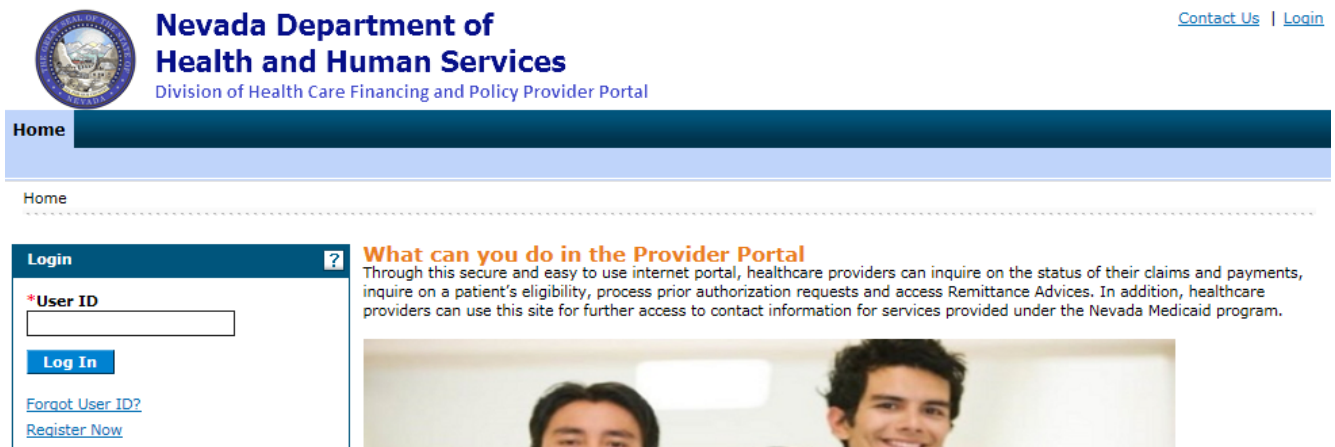 Contact Us | Login
Nevada Department of
Health and Human Services
Division of Health Care Financing and Policy Provider Portal
Home
Home
Login ?
*User ID
Log In
Forgot User ID?
Register Now
What can you do in the Provider Portal
Through this secure and easy to use internet portal, healthcare providers can inquire on the status of their claims and payments,
inquire on a patient's eligibility, process prior authorization requests and access Remittance Advices. In addition, healthcare
providers can use this site for further access to contact information for services provided under the Nevada Medicaid program.